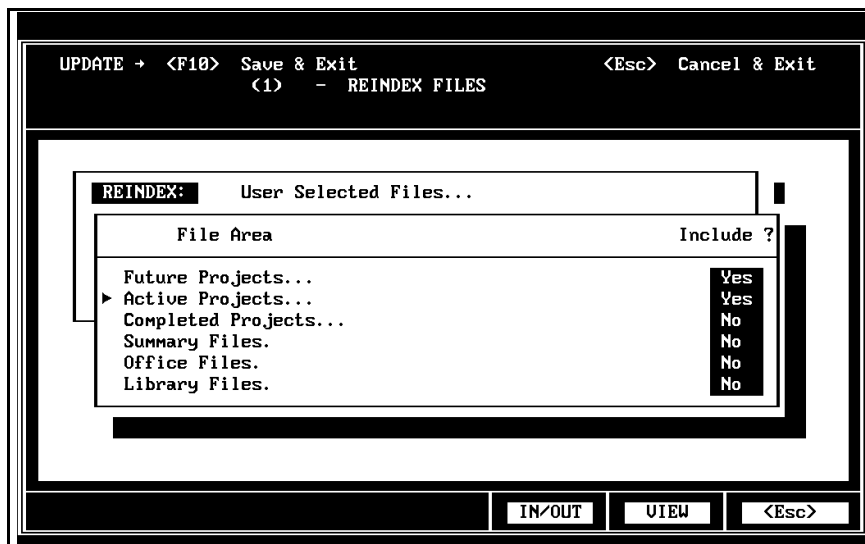 UPDATE → <F10> Save & Exit <Esc> Cancel & Exit
(1) - REINDEX FILES
REINDEX: User Selected Files...
File Area Include ?
Future Projects... Yes
► Active Projects... Yes
Completed Projects... No
Summary Files. No
Office Files. No
Library Files. No
IN/OUT VIEW <Esc>